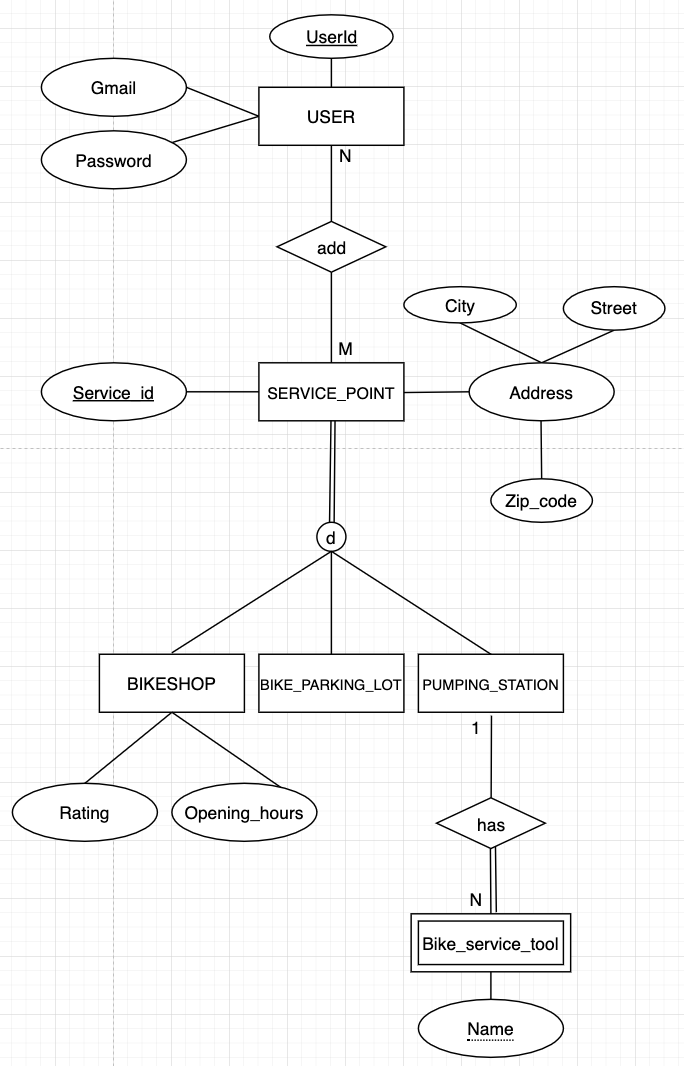 UserId
Gmail
USER
Password
N
add
M
City
Street
Service_id
SERVICE_POINT
Address
Zip_code
d
BIKESHOP
BIKE_PARKING_LOT
PUMPING_STATION
1
Rating
Opening_hours
has
N
Bike_service_tool
Name